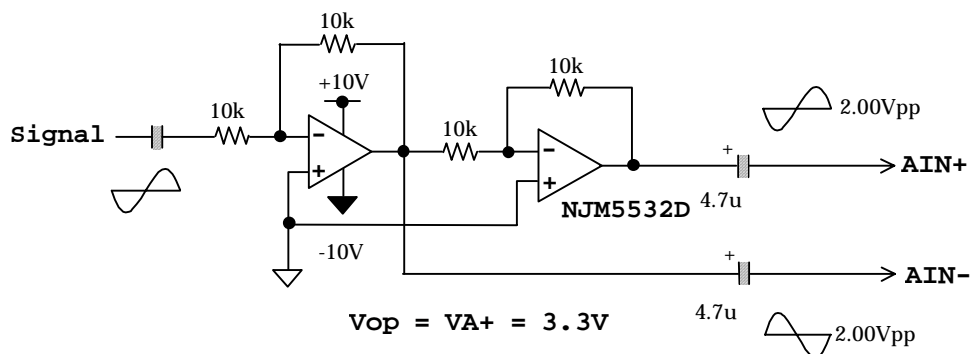 10k
+10V
10k
10k
10k
2.00Vpp
Signal
−
+
−
+
+
AIN+
4.7u
NJM5532D
-10V
+
AIN-
4.7u
Vop = VA+ = 3.3V
2.00Vpp